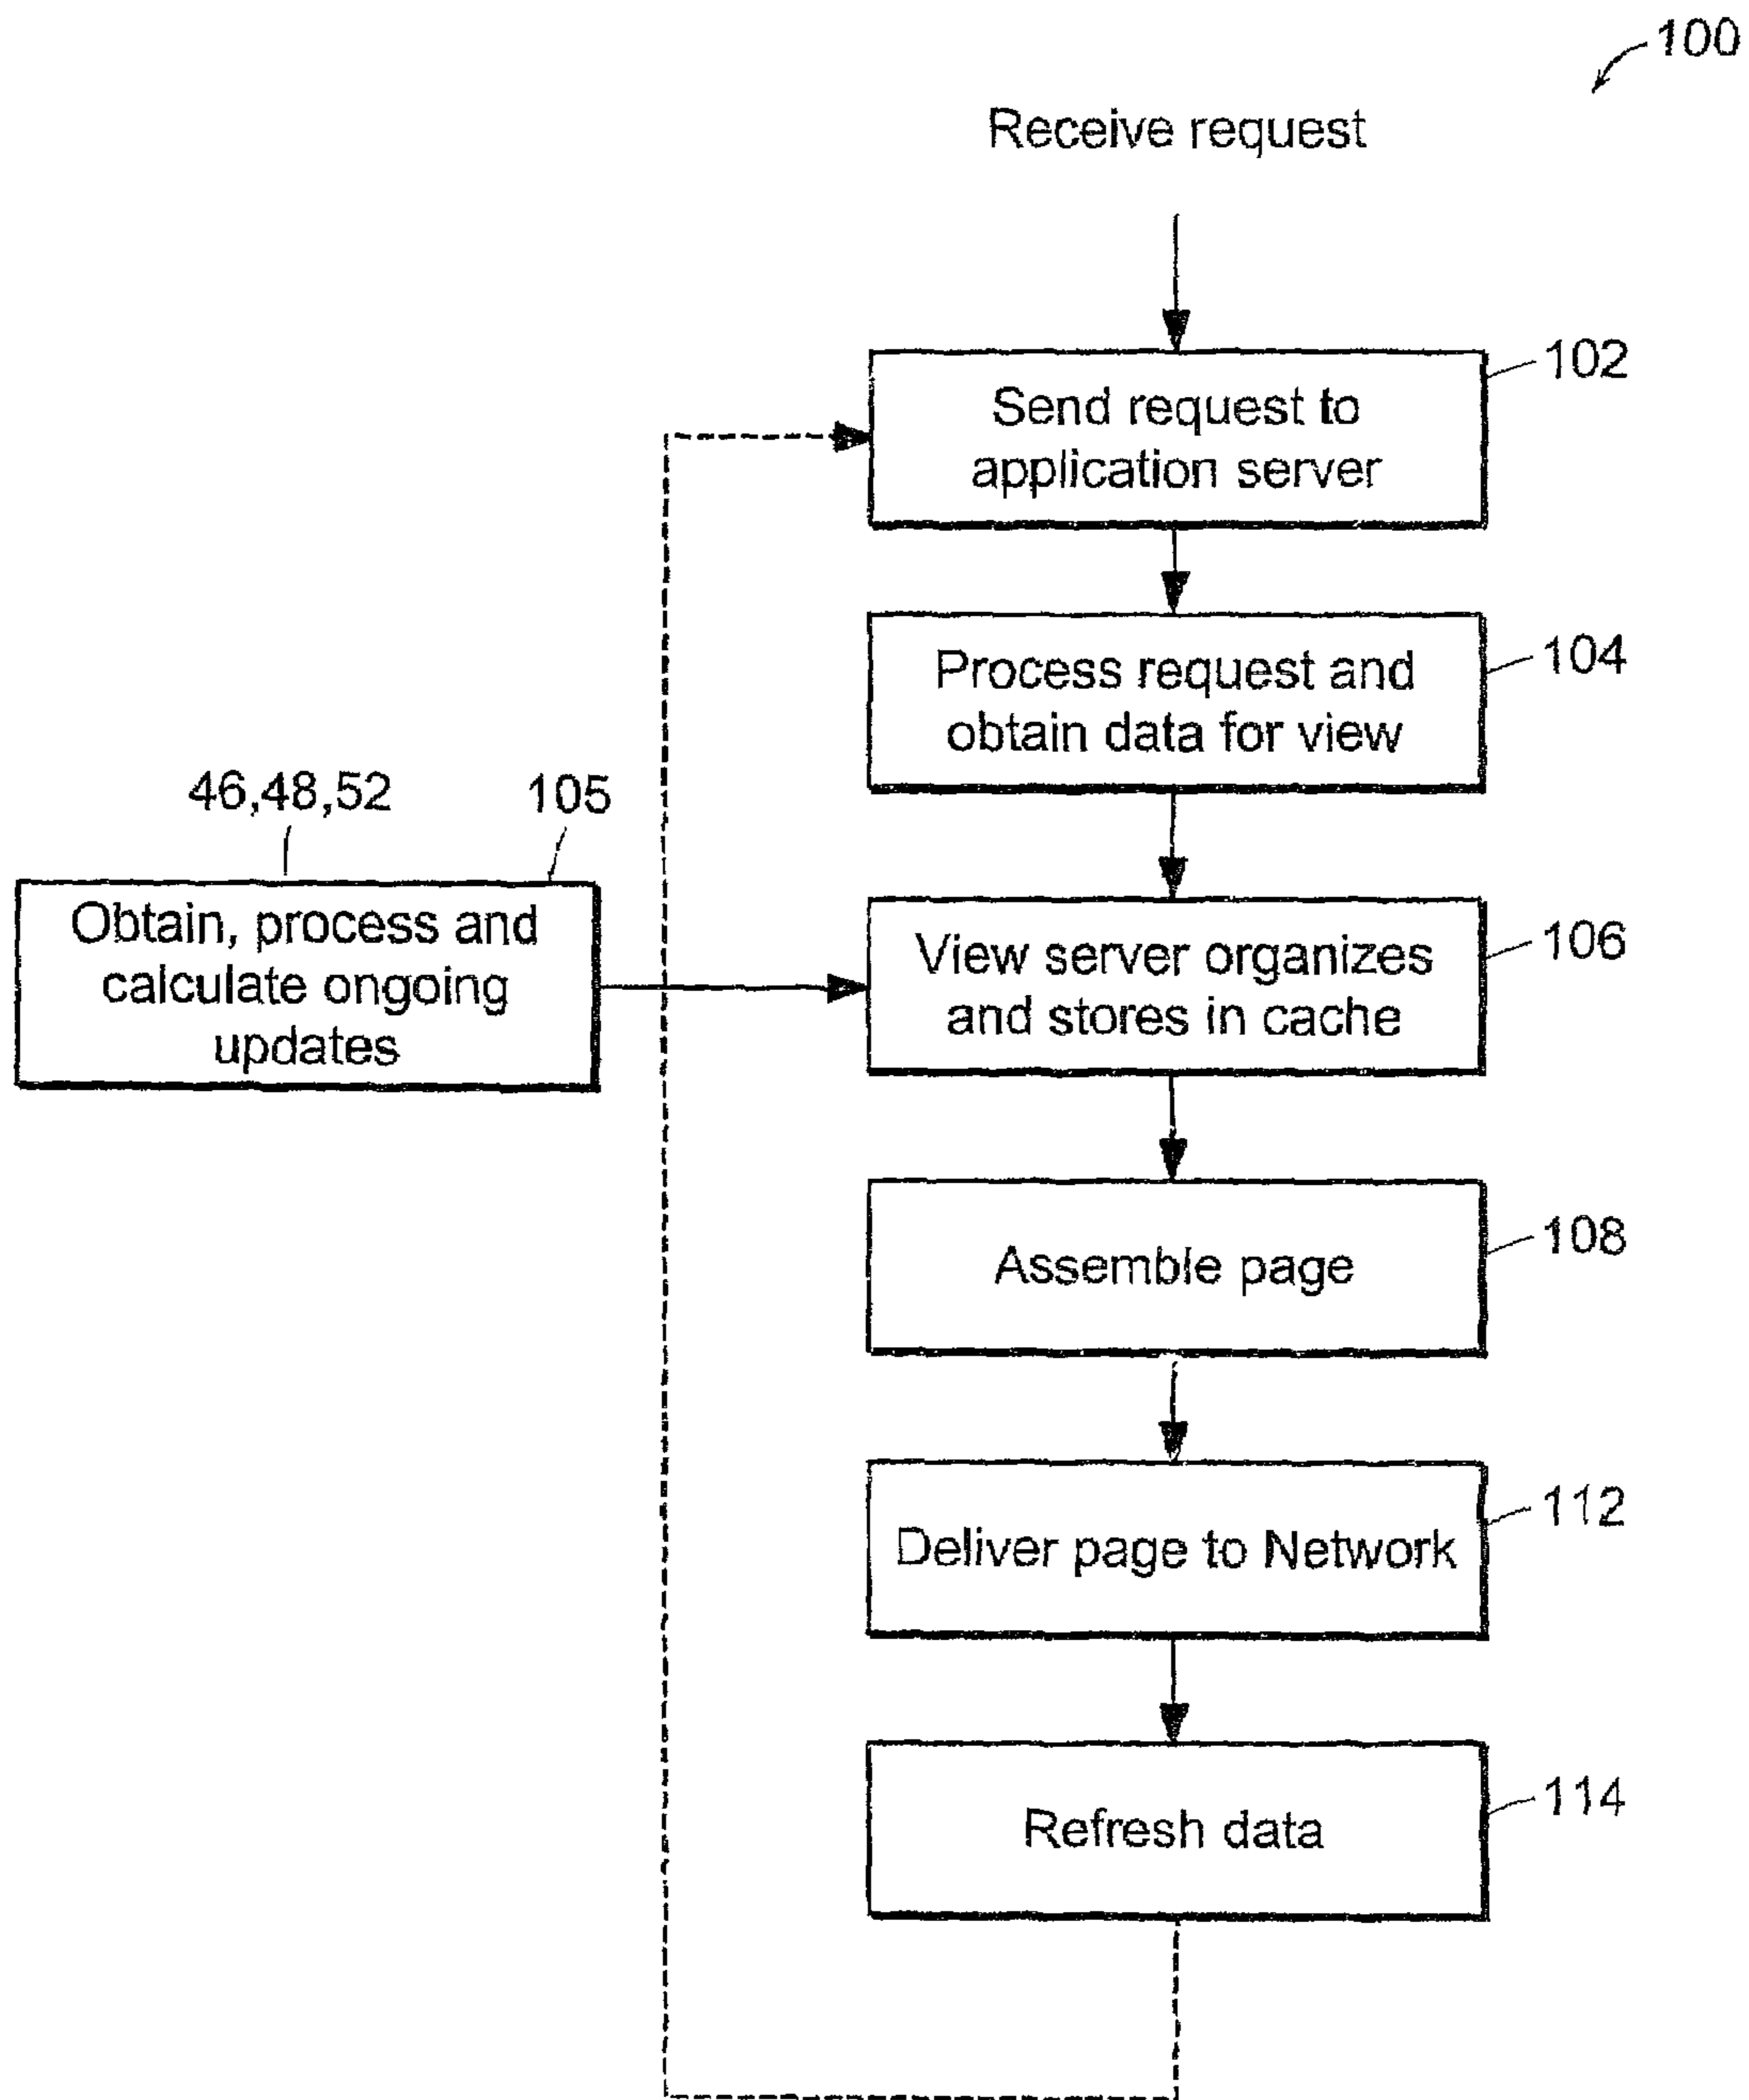 100
Receive request
102
Send request to
application server
104
Process request and
obtain data for view
46,48,52
105
Obtain, process and
calculate ongoing
updates
106
View server organizes
and stores in cache
108
Assemble page
112
Deliver page to Network
114
Refresh data